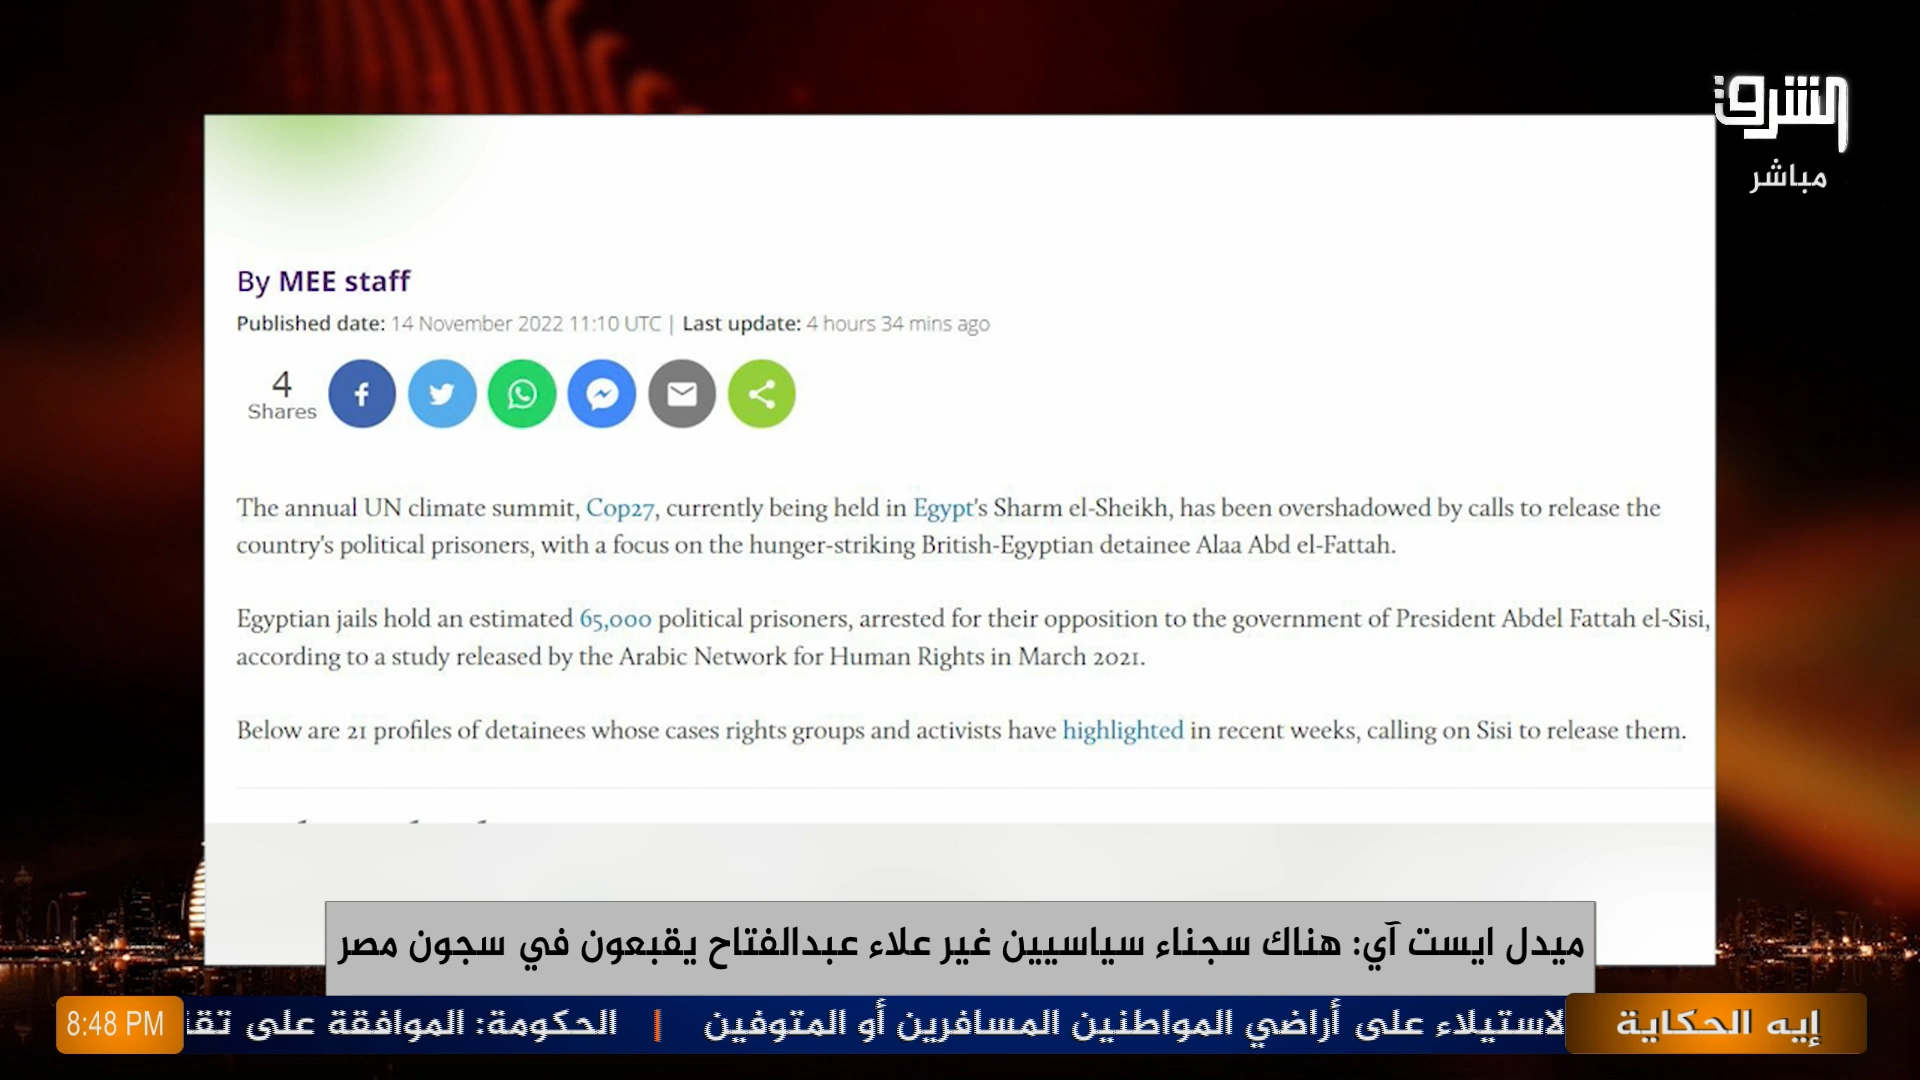 الشرق
مباشر
By MEE staff
Published date: 14 November 2022 11:10 UTC | Last update: 4 hours 34 mins ago
4
Shares
The annual UN climate summit, Cop27, currently being held in Egypt's Sharm el-Sheikh, has been overshadowed by calls to release the
country's political prisoners, with a focus on the hunger-striking British-Egyptian detainee Alaa Abd el-Fattah.
Egyptian jails hold an estimated 65,000 political prisoners, arrested for their opposition to the government of President Abdel Fattah el-Sisi,
according to a study released by the Arabic Network for Human Rights in March 2021.
Below are 21 profiles of detainees whose cases rights groups and activists have highlighted in recent weeks, calling on Sisi to release them.
ميدل ايست آي: هناك سجناء سياسيين غير علاء عبدالفتاح يقبعون في سجون مصر
إيه الحكاية
لاستيلاء على أراضي المواطنين المسافرين أو المتوفين | الحكومة: الموافقة على
8:48 PM